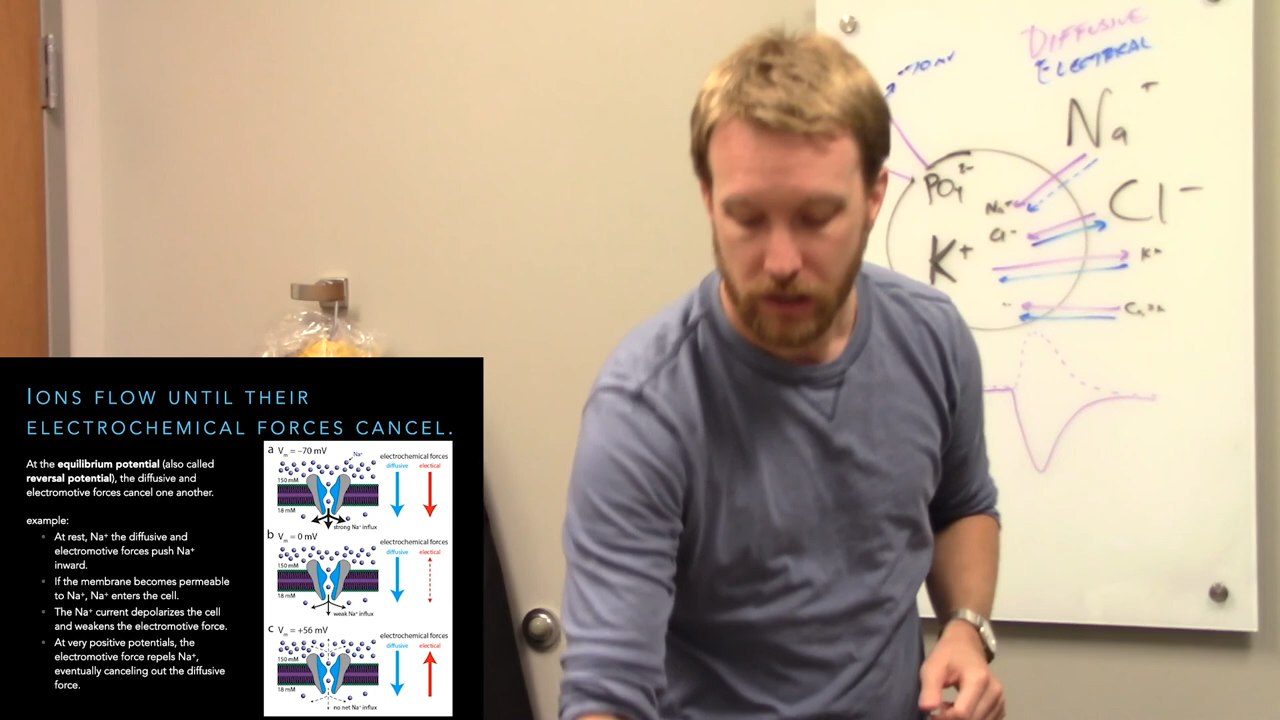 IONS FLOW UNTIL THEIR
ELECTROCHEMICAL FORCES CANCEL.
At the equilibrium potential (also called
reversal potential), the diffusive and
electromotive forces cancel one another.
example:
At rest, Na⁺ the diffusive and
electromotive forces push Na⁺
inward.
If the membrane becomes permeable
to Na⁺, Na⁺ enters the cell.
The Na⁺ current depolarizes the cell
and weakens the electromotive force.
At very positive potentials, the
electromotive force repels Na⁺,
eventually canceling out the diffusive
force.
a Vm = –70 mV
Na⁺
electrochemical forces
diffusive electical
150 mM
18 mM
strong Na⁺ influx
b Vm = 0 mV
electrochemical forces
diffusive electical
150 mM
18 mM
weak Na⁺ influx
c Vm = +56 mV
electrochemical forces
diffusive electical
150 mM
18 mM
no net Na⁺ influx
DIFFUSIVE
ELECTRICAL
-70 mV
Na⁺
PO₄²⁻
Na⁺
Cl⁻
Cl⁻
K⁺
K⁺